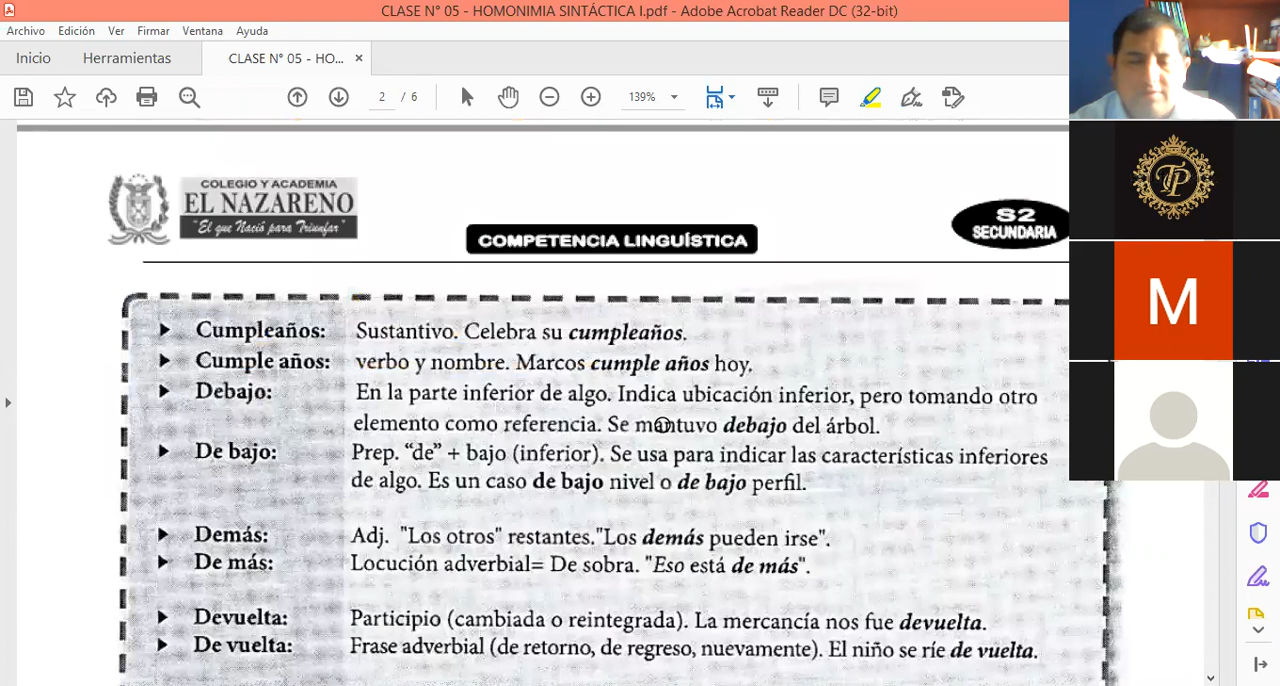 CLASE N° 05 - HOMONIMIA SINTÁCTICA I.pdf - Adobe Acrobat Reader DC (32-bit)
Archivo Edición Ver Firmar Ventana Ayuda
Inicio Herramientas CLASE N° 05 - HO... ×
2 / 6 139%
COLEGIO Y ACADEMIA
EL NAZARENO
"El que Nació para Triunfar"
COMPETENCIA LINGUÍSTICA
S2
SECUNDARIA
TP
M
Cumpleaños: Sustantivo. Celebra su cumpleaños.
Cumple años: verbo y nombre. Marcos cumple años hoy.
Debajo: En la parte inferior de algo. Indica ubicación inferior, pero tomando otro
elemento como referencia. Se mantuvo debajo del árbol.
De bajo: Prep. "de" + bajo (inferior). Se usa para indicar las características inferiores
de algo. Es un caso de bajo nivel o de bajo perfil.
Demás: Adj. "Los otros" restantes."Los demás pueden irse".
De más: Locución adverbial= De sobra. "Eso está de más".
Devuelta: Participio (cambiada o reintegrada). La mercancía nos fue devuelta.
De vuelta: Frase adverbial (de retorno, de regreso, nuevamente). El niño se ríe de vuelta.